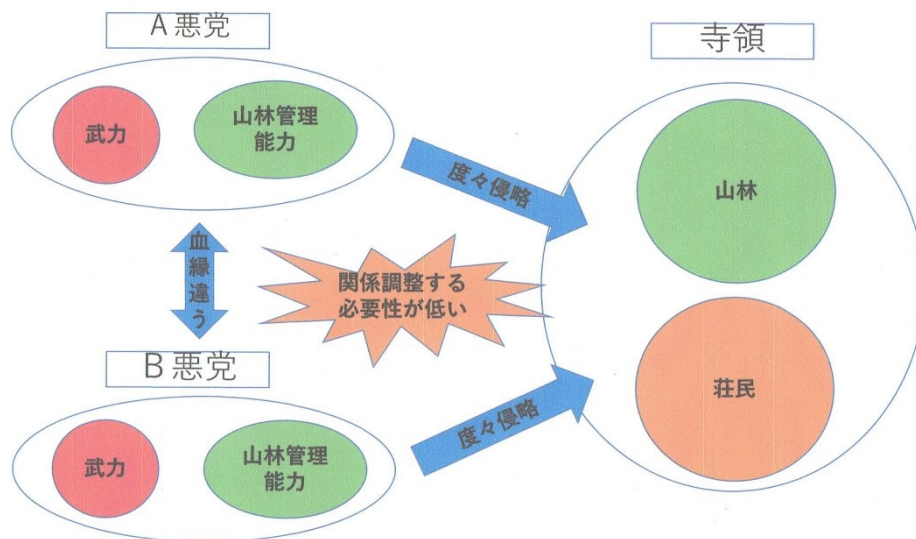 A悪党
武力
山林管理
能力
度々侵略
血縁違う
関係調整する
必要性が低い
B悪党
武力
山林管理
能力
度々侵略
寺領
山林
荘民